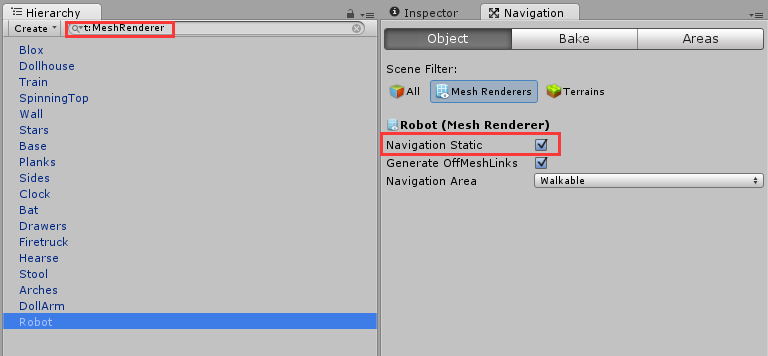 Hierarchy
Create
t:MeshRenderer
Blox
Dollhouse
Train
SpinningTop
Wall
Stars
Base
Planks
Sides
Clock
Bat
Drawers
Firetruck
Hearse
Stool
Arches
DollArm
Robot
Inspector Navigation
Object Bake Areas
Scene Filter:
All Mesh Renderers Terrains
Robot (Mesh Renderer)
Navigation Static
Generate OffMeshLinks
Navigation Area Walkable